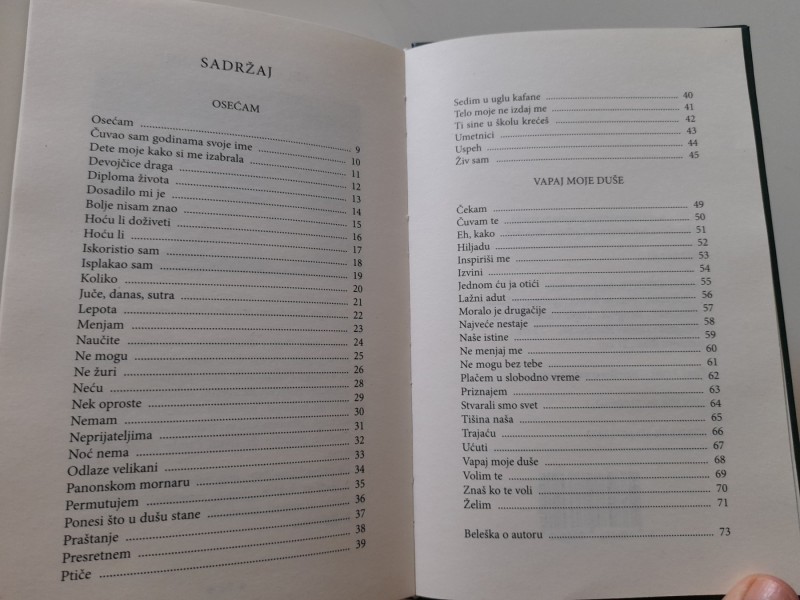 SADRŽAJ
OSEĆAM
Osećam ........ 9
Čuvao sam godinama svoje ime ........ 10
Dete moje kako si me izabrala ........ 11
Devojčice draga ........ 12
Diploma života ........ 13
Dosadilo mi je ........ 14
Bolje nisam znao ........ 15
Hoću li doživeti ........ 16
Hoću li ........ 17
Iskoristio sam ........ 18
Isplakao sam ........ 19
Koliko ........ 20
Juče, danas, sutra ........ 21
Lepota ........ 22
Menjam ........ 23
Naučite ........ 24
Ne mogu ........ 25
Ne žuri ........ 26
Neću ........ 28
Nek oproste ........ 29
Nemam ........ 30
Neprijateljima ........ 31
Noć nema ........ 32
Odlaze velikani ........ 33
Panonskom mornaru ........ 34
Permutujem ........ 35
Ponesi što u dušu stane ........ 36
Praštanje ........ 37
Presretnem ........ 38
Ptiče ........ 39
Sedim u uglu kafane ........ 40
Telo moje ne izdaj me ........ 41
Ti sine u školu krećeš ........ 42
Umetnici ........ 43
Uspeh ........ 44
Živ sam ........ 45
VAPAJ MOJE DUŠE
Čekam ........ 49
Čuvam te ........ 50
Eh, kako ........ 51
Hiljadu ........ 52
Inspiriši me ........ 53
Izvini ........ 54
Jednom ću ja otići ........ 55
Lažni adut ........ 56
Moralo je drugačije ........ 57
Najveće nestaje ........ 58
Naše istine ........ 59
Ne menjaj me ........ 60
Ne mogu bez tebe ........ 61
Plačem u slobodno vreme ........ 62
Priznajem ........ 63
Stvarali smo svet ........ 64
Tišina naša ........ 65
Trajaću ........ 66
Ućuti ........ 67
Vapaj moje duše ........ 68
Volim te ........ 69
Znaš ko te voli ........ 70
Želim ........ 71
Beleška o autoru ........ 73